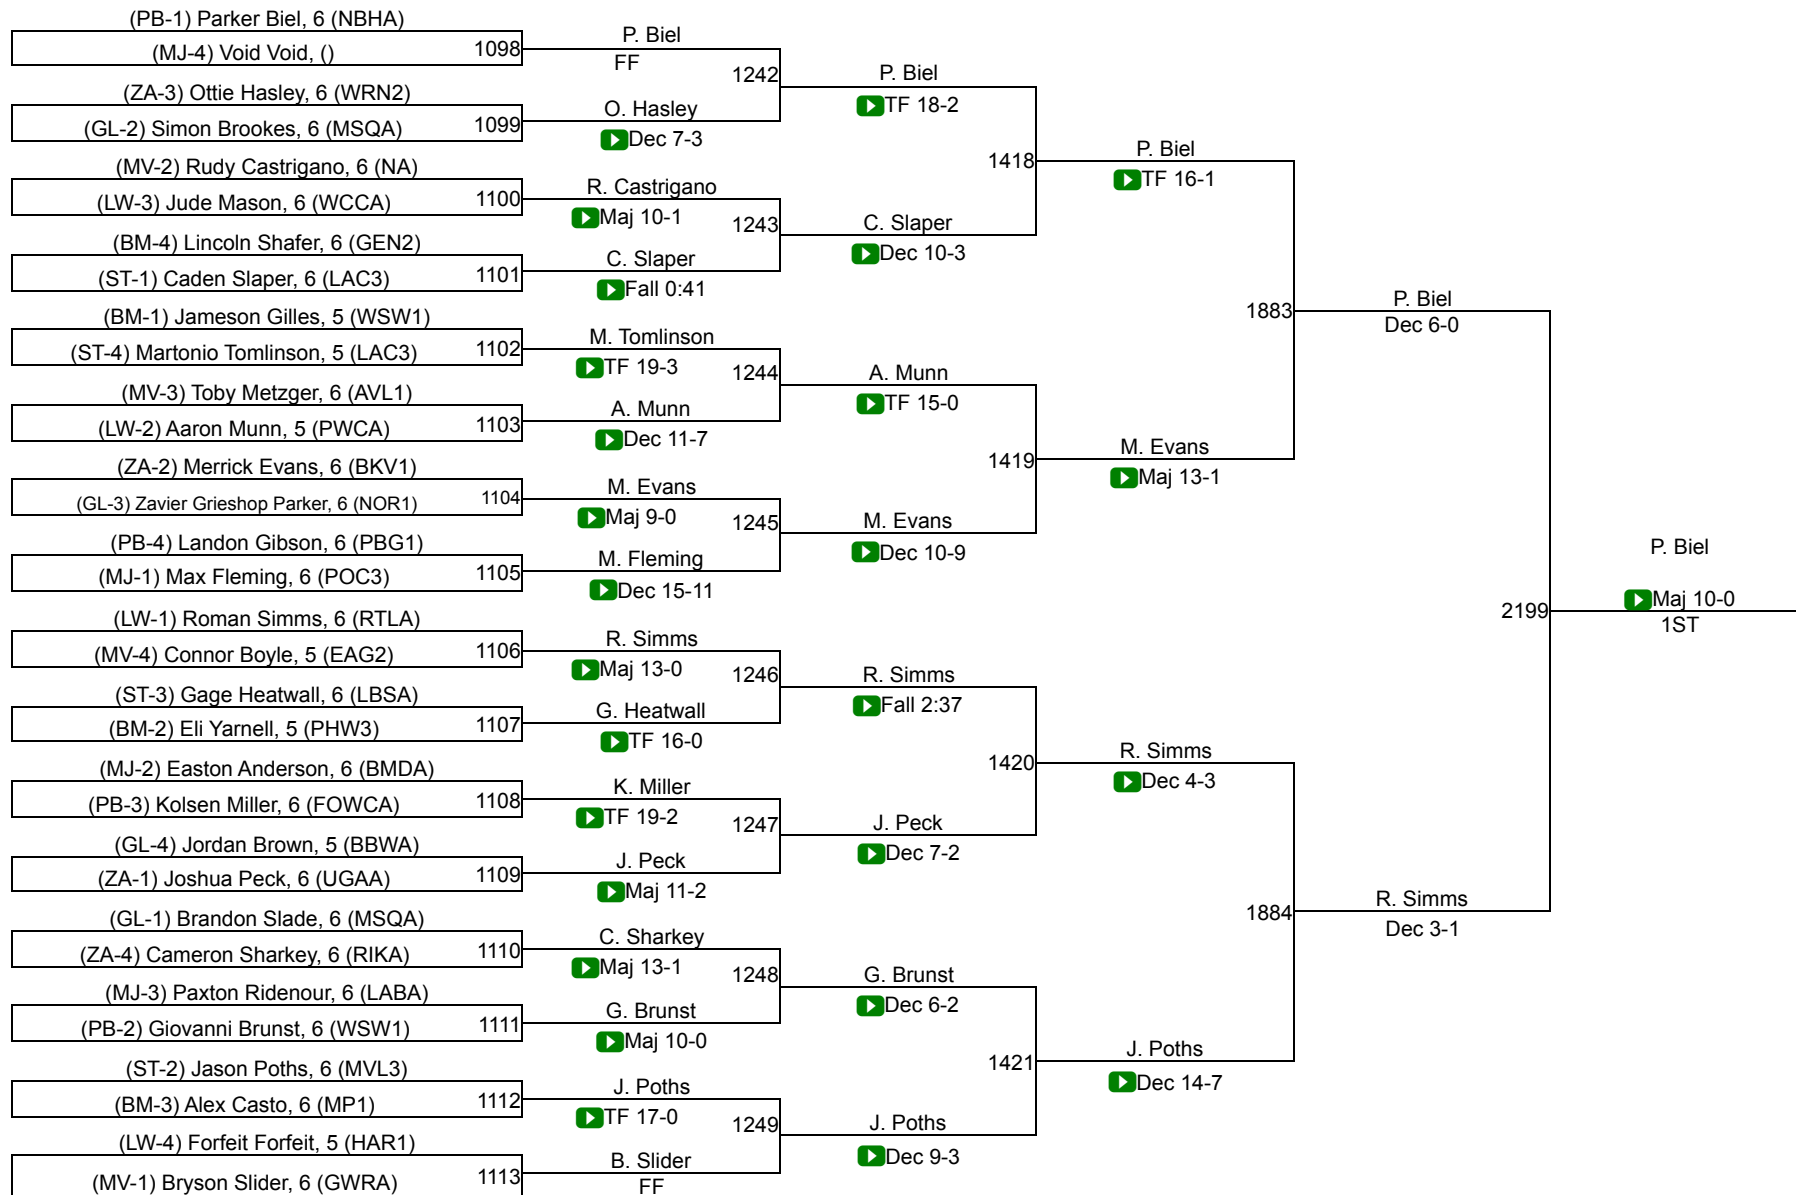 (PB-1) Parker Biel, 6 (NBHA)
(MJ-4) Void Void, ()
1098
(ZA-3) Ottie Hasley, 6 (WRN2)
(GL-2) Simon Brookes, 6 (MSQA)
1099
(MV-2) Rudy Castrigano, 6 (NA)
(LW-3) Jude Mason, 6 (WCCA)
1100
(BM-4) Lincoln Shafer, 6 (GEN2)
(ST-1) Caden Slaper, 6 (LAC3)
1101
(BM-1) Jameson Gilles, 5 (WSW1)
(ST-4) Martonio Tomlinson, 5 (LAC3)
1102
(MV-3) Toby Metzger, 6 (AVL1)
(LW-2) Aaron Munn, 5 (PWCA)
1103
(ZA-2) Merrick Evans, 6 (BKV1)
(GL-3) Zavier Grieshop Parker, 6 (NOR1)
1104
(PB-4) Landon Gibson, 6 (PBG1)
(MJ-1) Max Fleming, 6 (POC3)
1105
(LW-1) Roman Simms, 6 (RTLA)
(MV-4) Connor Boyle, 5 (EAG2)
1106
(ST-3) Gage Heatwall, 6 (LBSA)
(BM-2) Eli Yarnell, 5 (PHW3)
1107
(MJ-2) Easton Anderson, 6 (BMDA)
(PB-3) Kolsen Miller, 6 (FOWCA)
1108
(GL-4) Jordan Brown, 5 (BBWA)
(ZA-1) Joshua Peck, 6 (UGAA)
1109
(GL-1) Brandon Slade, 6 (MSQA)
(ZA-4) Cameron Sharkey, 6 (RIKA)
1110
(MJ-3) Paxton Ridenour, 6 (LABA)
(PB-2) Giovanni Brunst, 6 (WSW1)
1111
(ST-2) Jason Poths, 6 (MVL3)
(BM-3) Alex Casto, 6 (MP1)
1112
(LW-4) Forfeit Forfeit, 5 (HAR1)
(MV-1) Bryson Slider, 6 (GWRA)
1113
P. Biel
FF
1242
O. Hasley
Dec 7-3
R. Castrigano
Maj 10-1
1243
C. Slaper
Fall 0:41
M. Tomlinson
TF 19-3
1244
A. Munn
Dec 11-7
M. Evans
Maj 9-0
1245
M. Fleming
Dec 15-11
R. Simms
Maj 13-0
1246
G. Heatwall
TF 16-0
K. Miller
TF 19-2
1247
J. Peck
Maj 11-2
C. Sharkey
Maj 13-1
1248
G. Brunst
Maj 10-0
J. Poths
TF 17-0
1249
B. Slider
FF
P. Biel
TF 18-2
1418
C. Slaper
Dec 10-3
A. Munn
TF 15-0
1419
M. Evans
Dec 10-9
R. Simms
Fall 2:37
1420
J. Peck
Dec 7-2
G. Brunst
Dec 6-2
1421
J. Poths
Dec 9-3
P. Biel
TF 16-1
1883
M. Evans
Maj 13-1
R. Simms
Dec 4-3
1884
J. Poths
Dec 14-7
P. Biel
Dec 6-0
2199
R. Simms
Dec 3-1
P. Biel
Maj 10-0
1ST